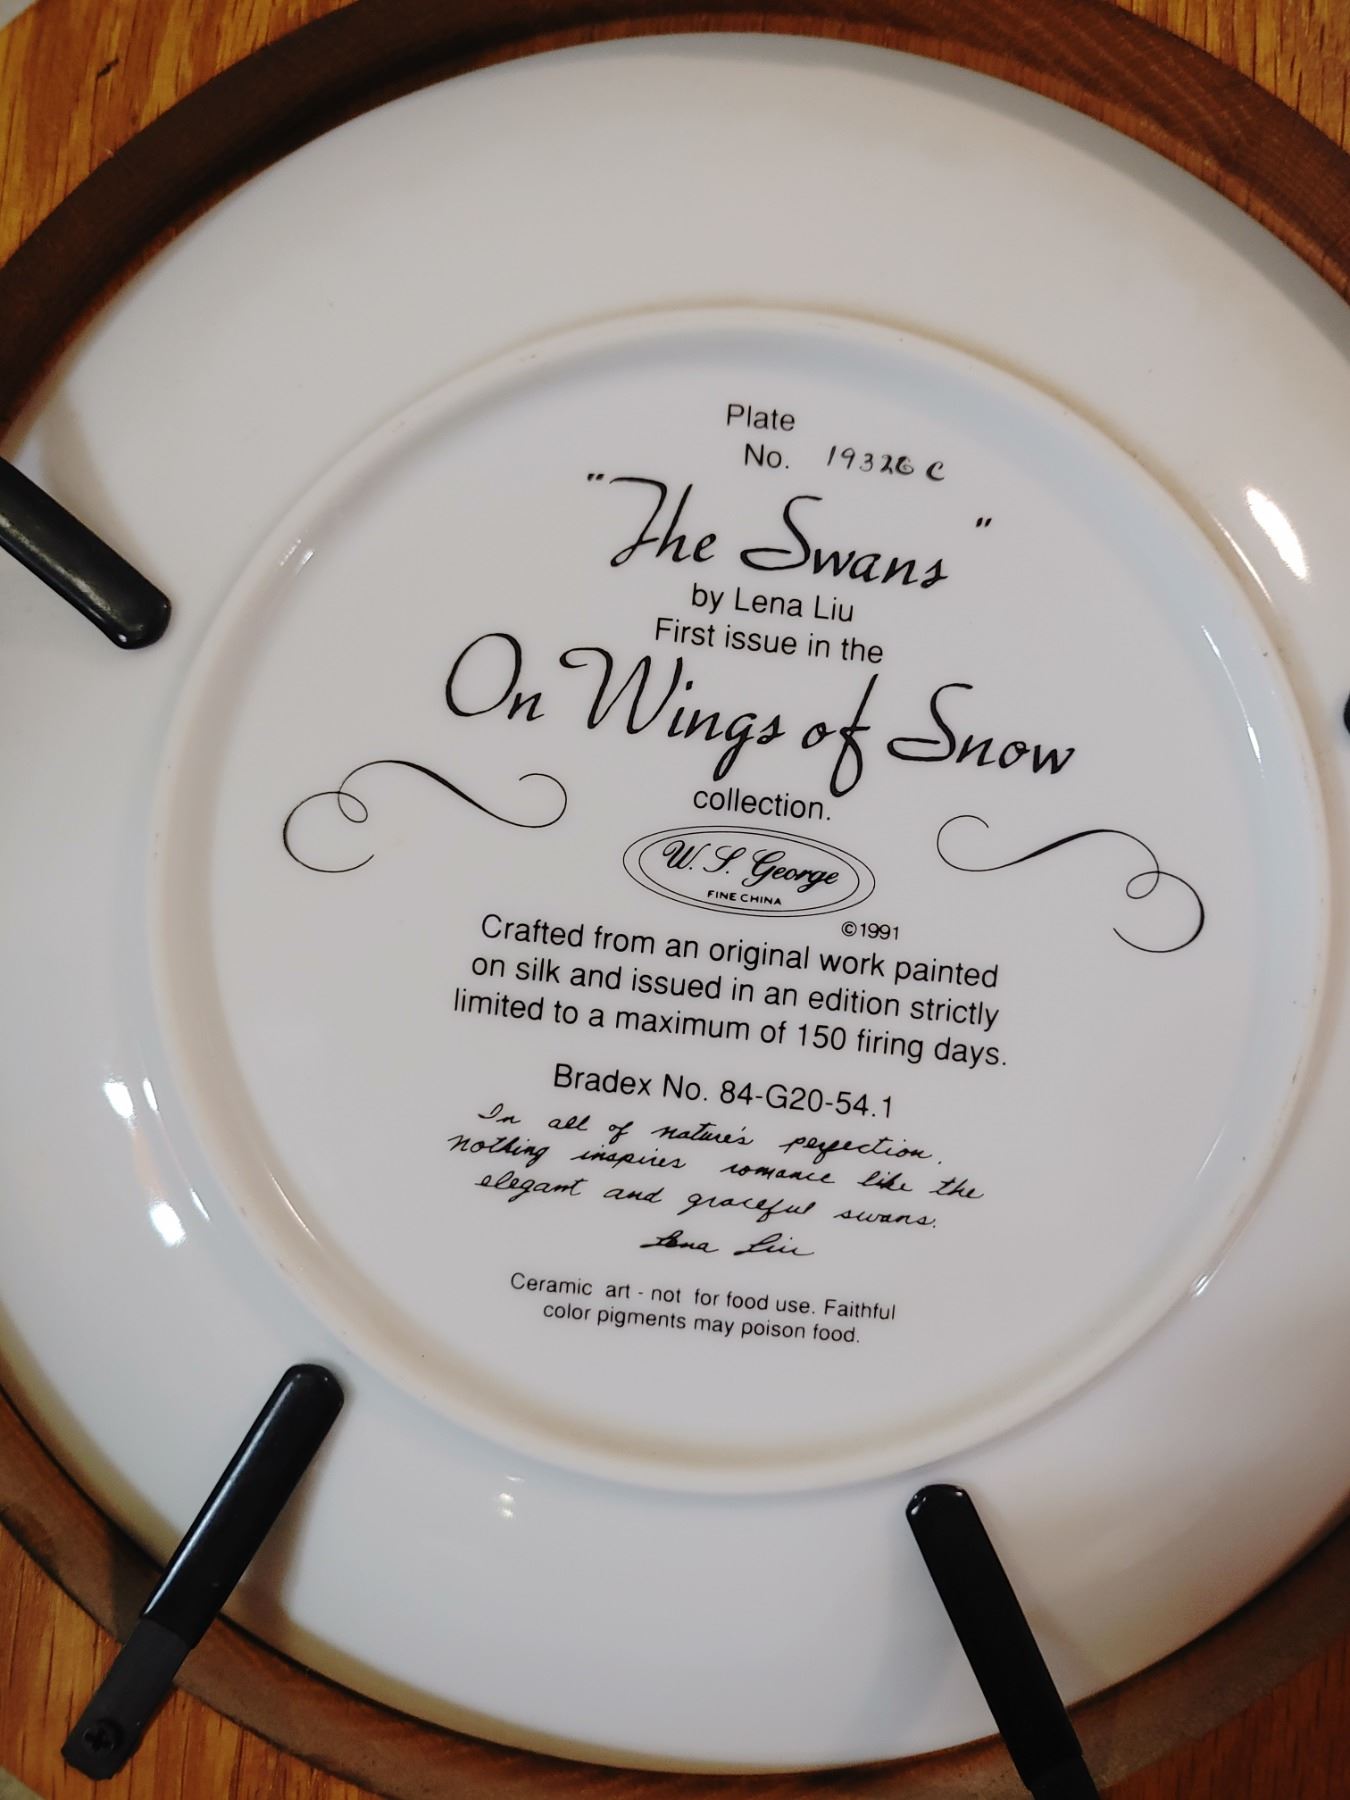 Plate
No. 19326 C
"The Swans"
by Lena Liu
First issue in the
On Wings of Snow
collection.
W. S. George
FINE CHINA
©1991
Crafted from an original work painted
on silk and issued in an edition strictly
limited to a maximum of 150 firing days.
Bradex No. 84-G20-54.1
In all of nature's perfection,
nothing inspires romance like the
elegant and graceful swans.
Lena Liu
Ceramic art - not for food use. Faithful
color pigments may poison food.